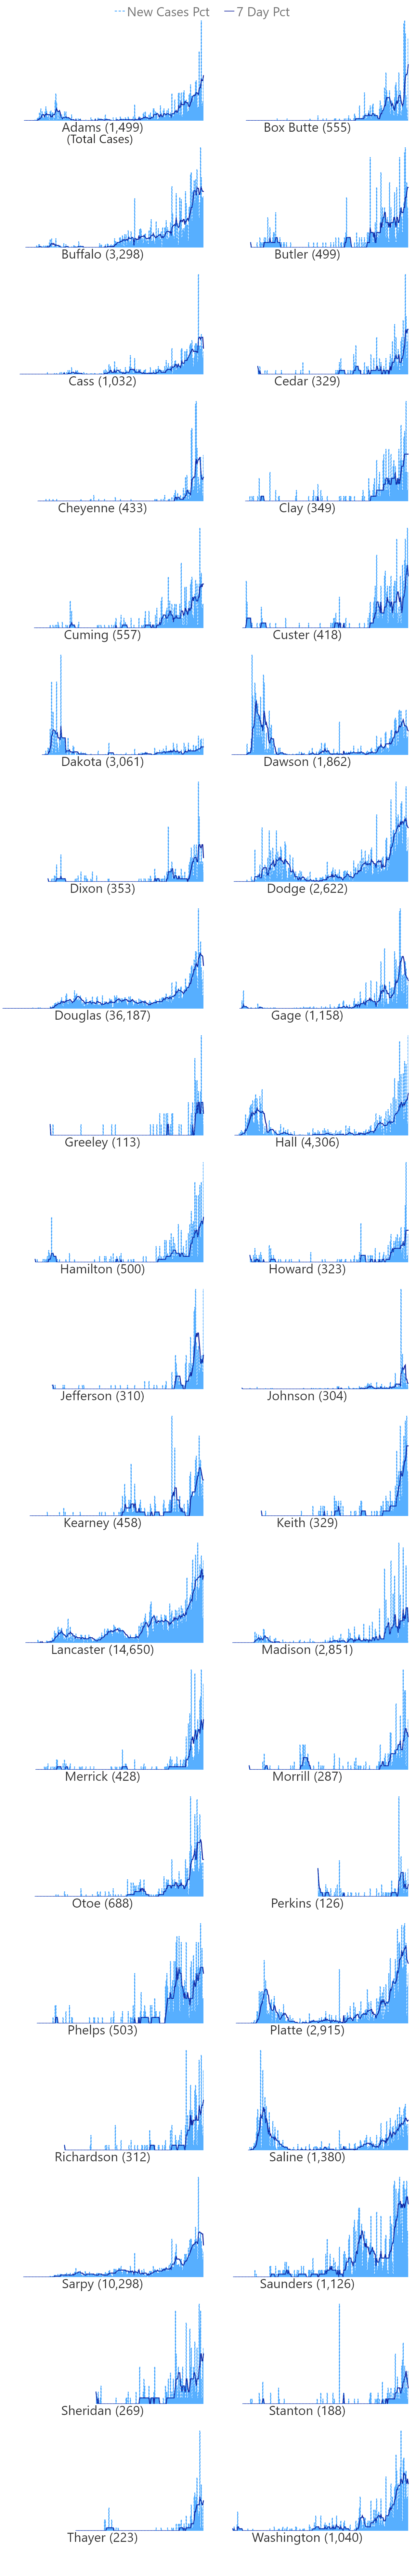 New Cases Pct 7 Day Pct
Adams (1,499)
(Total Cases)
Box Butte (555)
Buffalo (3,298)
Butler (499)
Cass (1,032)
Cedar (329)
Cheyenne (433)
Clay (349)
Cuming (557)
Custer (418)
Dakota (3,061)
Dawson (1,862)
Dixon (353)
Dodge (2,622)
Douglas (36,187)
Gage (1,158)
Greeley (113)
Hall (4,306)
Hamilton (500)
Howard (323)
Jefferson (310)
Johnson (304)
Kearney (458)
Keith (329)
Lancaster (14,650)
Madison (2,851)
Merrick (428)
Morrill (287)
Otoe (688)
Perkins (126)
Phelps (503)
Platte (2,915)
Richardson (312)
Saline (1,380)
Sarpy (10,298)
Saunders (1,126)
Sheridan (269)
Stanton (188)
Thayer (223)
Washington (1,040)